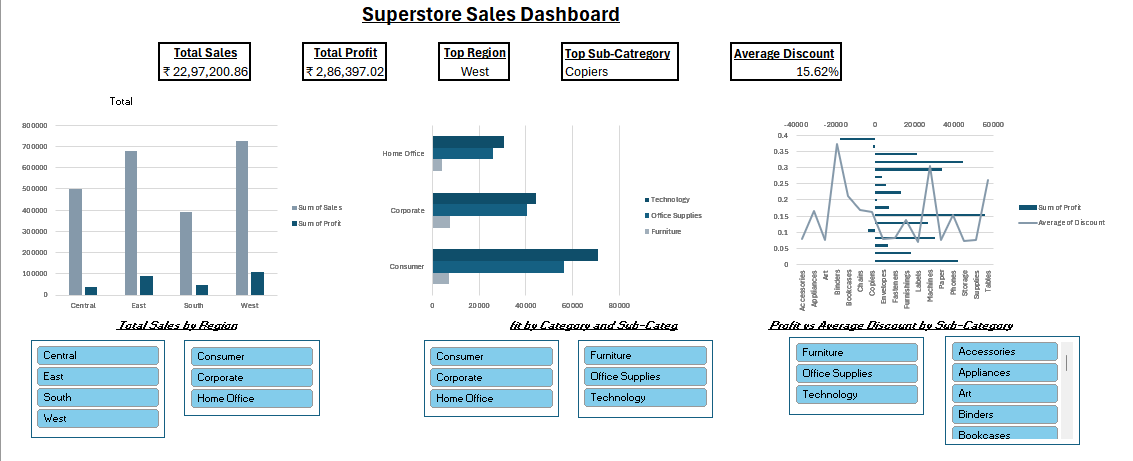 Superstore Sales Dashboard
Total Sales
₹ 22,97,200.86
Total Profit
₹ 2,86,397.02
Top Region
West
Top Sub-Catregory
Copiers
Average Discount
15.62%
Total
800000
700000
600000
500000
400000
300000
200000
100000
0
Central
East
South
West
Sum of Sales
Sum of Profit
Total Sales by Region
Home Office
Corporate
Consumer
0
20000
40000
60000
80000
Technology
Office Supplies
Furniture
fit by Category and Sub-Categ
-40000
-20000
0
20000
40000
60000
0.4
0.35
0.3
0.25
0.2
0.15
0.1
0.05
0
Accessories
Appliances
Art
Binders
Bookcases
Chairs
Copiers
Envelopes
Fasteners
Furnishings
Labels
Machines
Paper
Phones
Storage
Supplies
Tables
Sum of Profit
Average of Discount
Profit vs Average Discount by Sub-Category
Central
East
South
West
Consumer
Corporate
Home Office
Consumer
Corporate
Home Office
Furniture
Office Supplies
Technology
Furniture
Office Supplies
Technology
Accessories
Appliances
Art
Binders
Bookcases